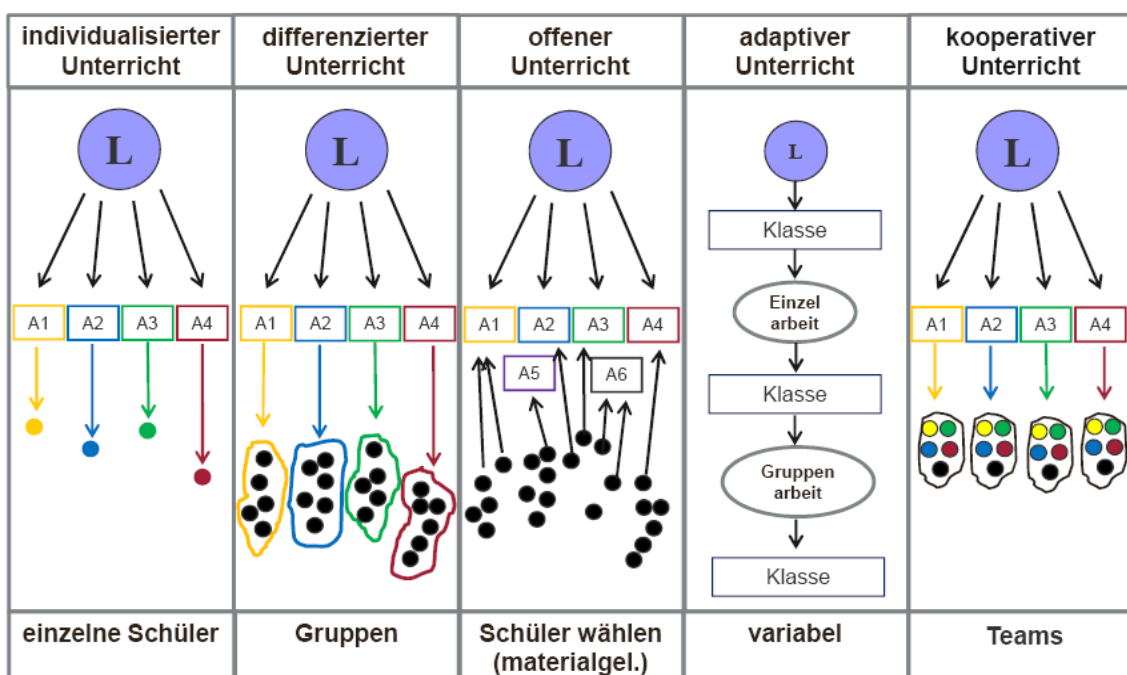 individualisierter
Unterricht
differenzierter
Unterricht
offener
Unterricht
adaptiver
Unterricht
kooperativer
Unterricht
L
A1 A2 A3 A4
L
A1 A2 A3 A4
L
A1 A2 A3 A4
A5 A6
L
Klasse
Einzel
arbeit
Klasse
Gruppen
arbeit
Klasse
L
A1 A2 A3 A4
einzelne Schüler
Gruppen
Schüler wählen
(materialgel.)
variabel
Teams